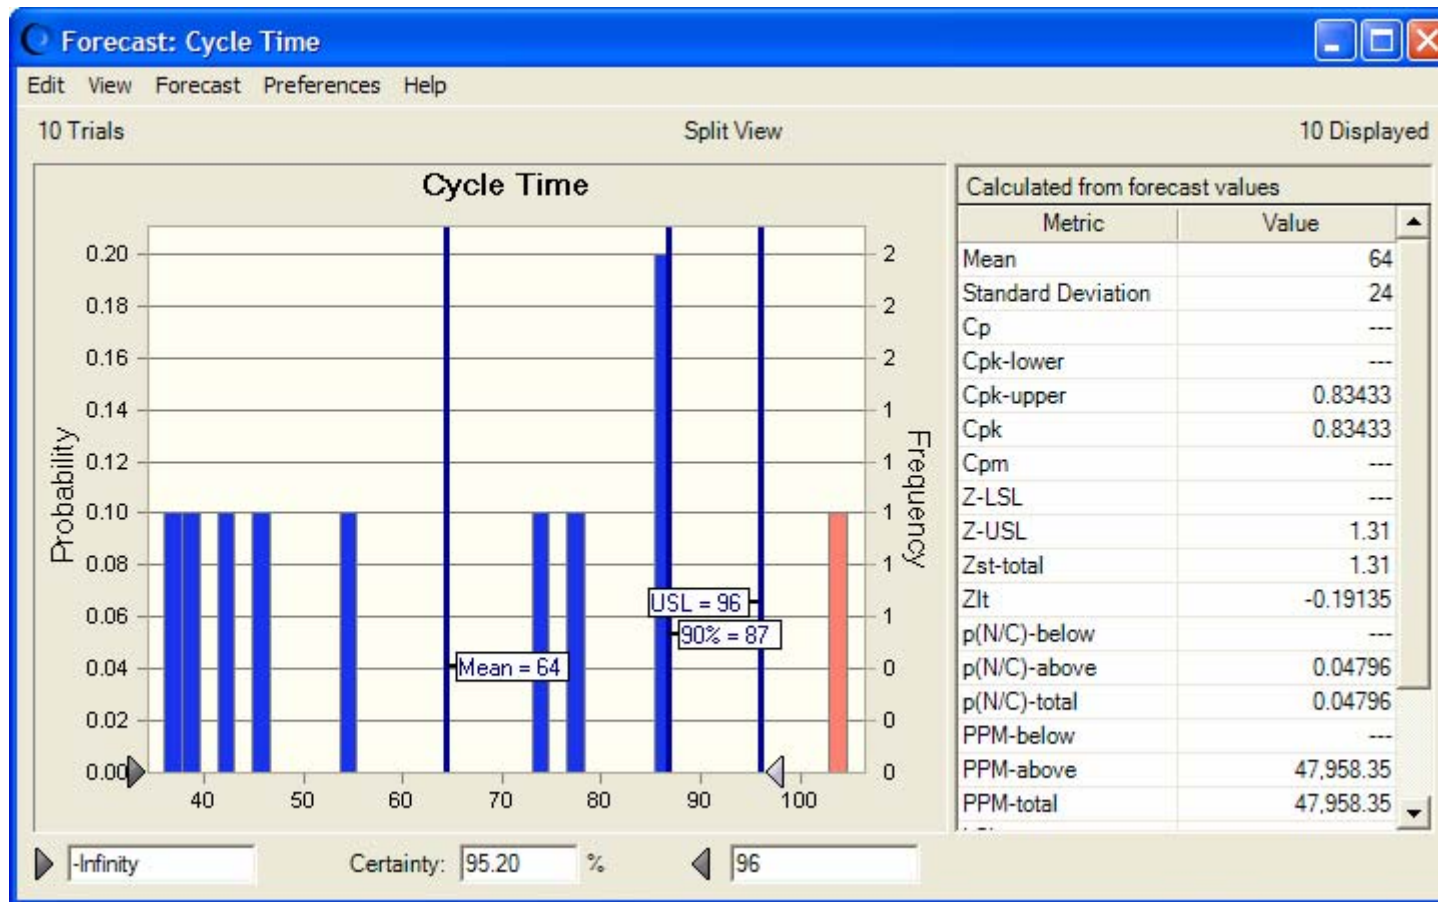 Forecast: Cycle Time
Edit View Forecast Preferences Help
10 Trials Split View 10 Displayed
Cycle Time
Probability
0.20
0.18
0.16
0.14
0.12
0.10
0.08
0.06
0.04
0.02
0.00
2
2
2
1
1
1
1
1
0
0
0
Frequency
USL = 96
90% = 87
Mean = 64
40 50 60 70 80 90 100
Calculated from forecast values
Metric Value
Mean 64
Standard Deviation 24
Cp ---
Cpk-lower ---
Cpk-upper 0.83433
Cpk 0.83433
Cpm ---
Z-LSL ---
Z-USL 1.31
Zst-total 1.31
Zlt -0.19135
p(N/C)-below ---
p(N/C)-above 0.04796
p(N/C)-total 0.04796
PPM-below ---
PPM-above 47,958.35
PPM-total 47,958.35
-Infinity Certainty: 95.20 % 96